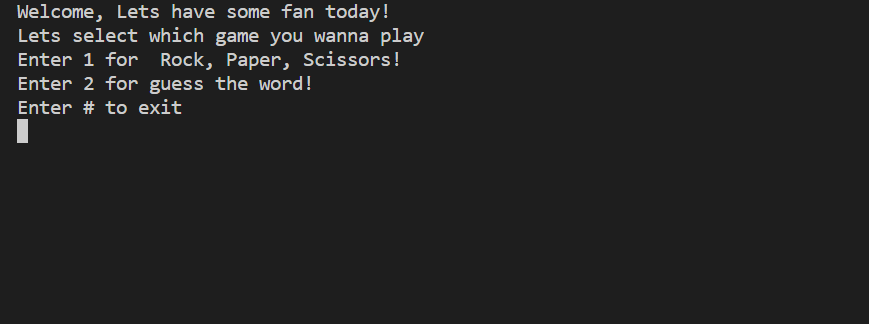 Welcome, Lets have some fan today!
Lets select which game you wanna play
Enter 1 for  Rock, Paper, Scissors!
Enter 2 for guess the word!
Enter # to exit